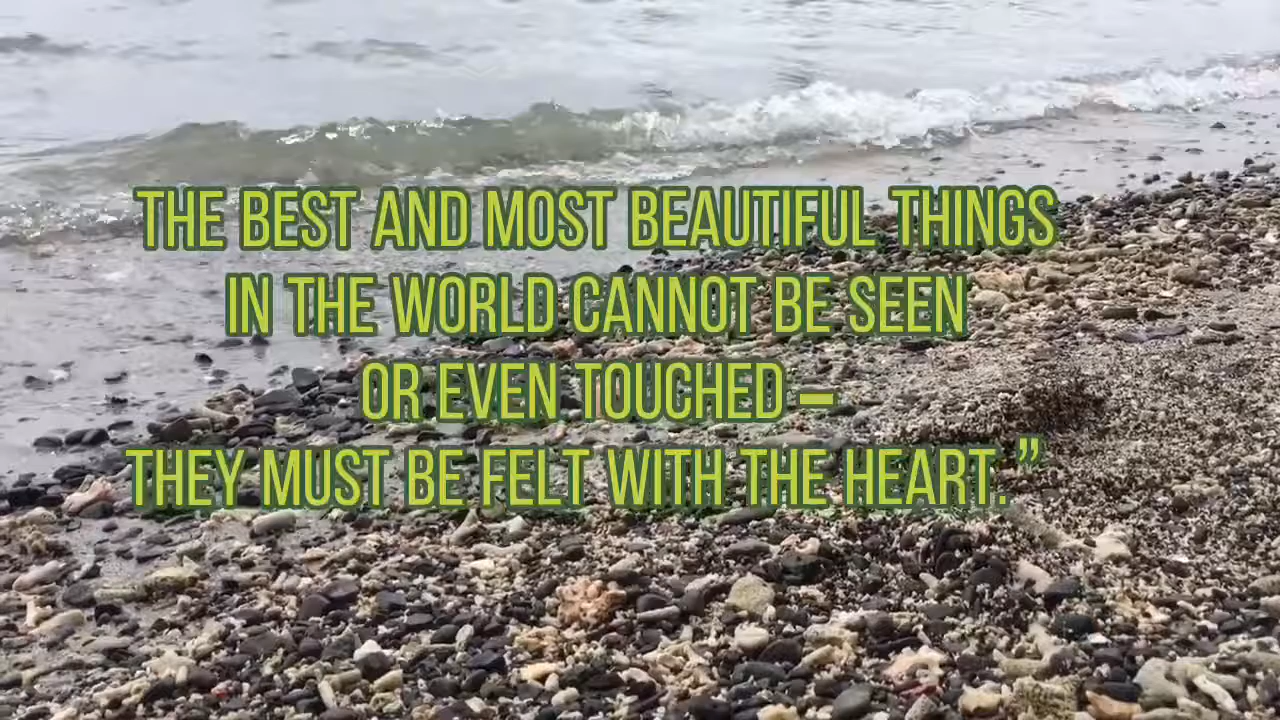 THE BEST AND MOST BEAUTIFUL THINGS
IN THE WORLD CANNOT BE SEEN
OR EVEN TOUCHED –
THEY MUST BE FELT WITH THE HEART.”